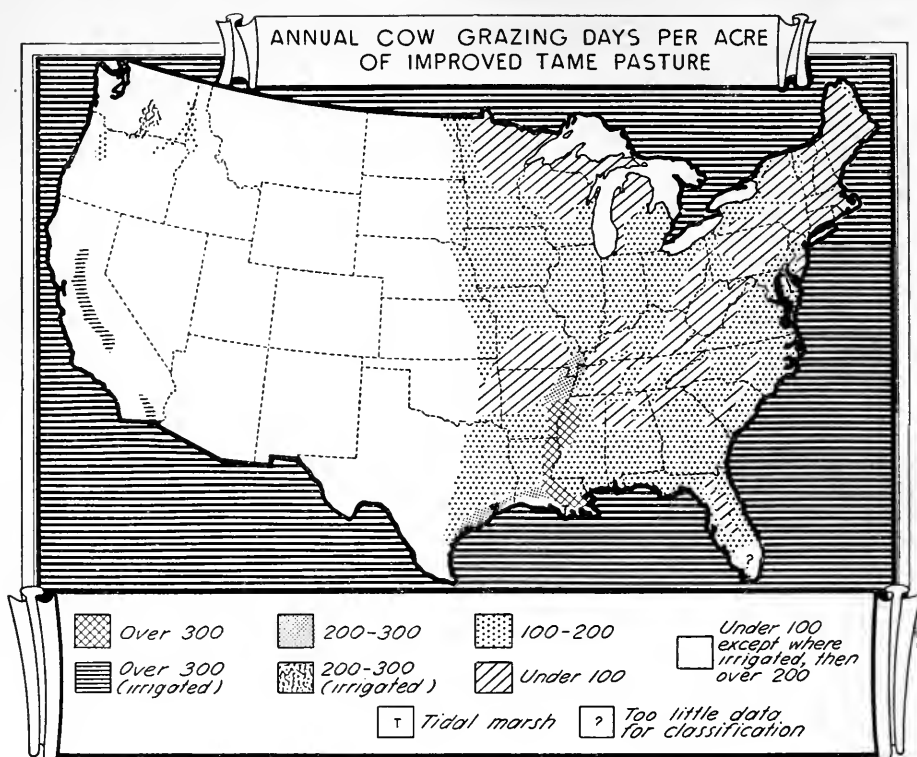 ANNUAL COW GRAZING DAYS PER ACRE
OF IMPROVED TAME PASTURE
?
Over 300
200-300
100-200
Under 100
except where
irrigated, then
over 200
Over 300
(irrigated)
200-300
(irrigated)
Under 100
T Tidal marsh
? Too little data
for classification